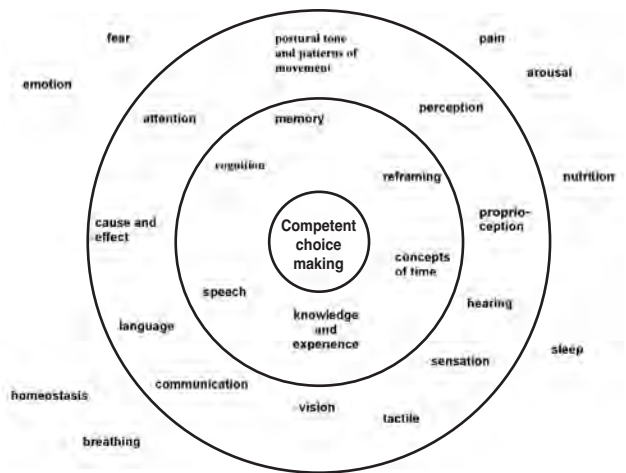 fear
postural tone
and patterns of
movement
pain
emotion
arousal
attention
memory
perception
cognition
reframing
nutrition
cause and
effect
Competent
choice
making
proprio-
ception
concepts
of time
speech
knowledge
and
experience
hearing
language
sensation
sleep
communication
vision
tactile
homeostasis
breathing